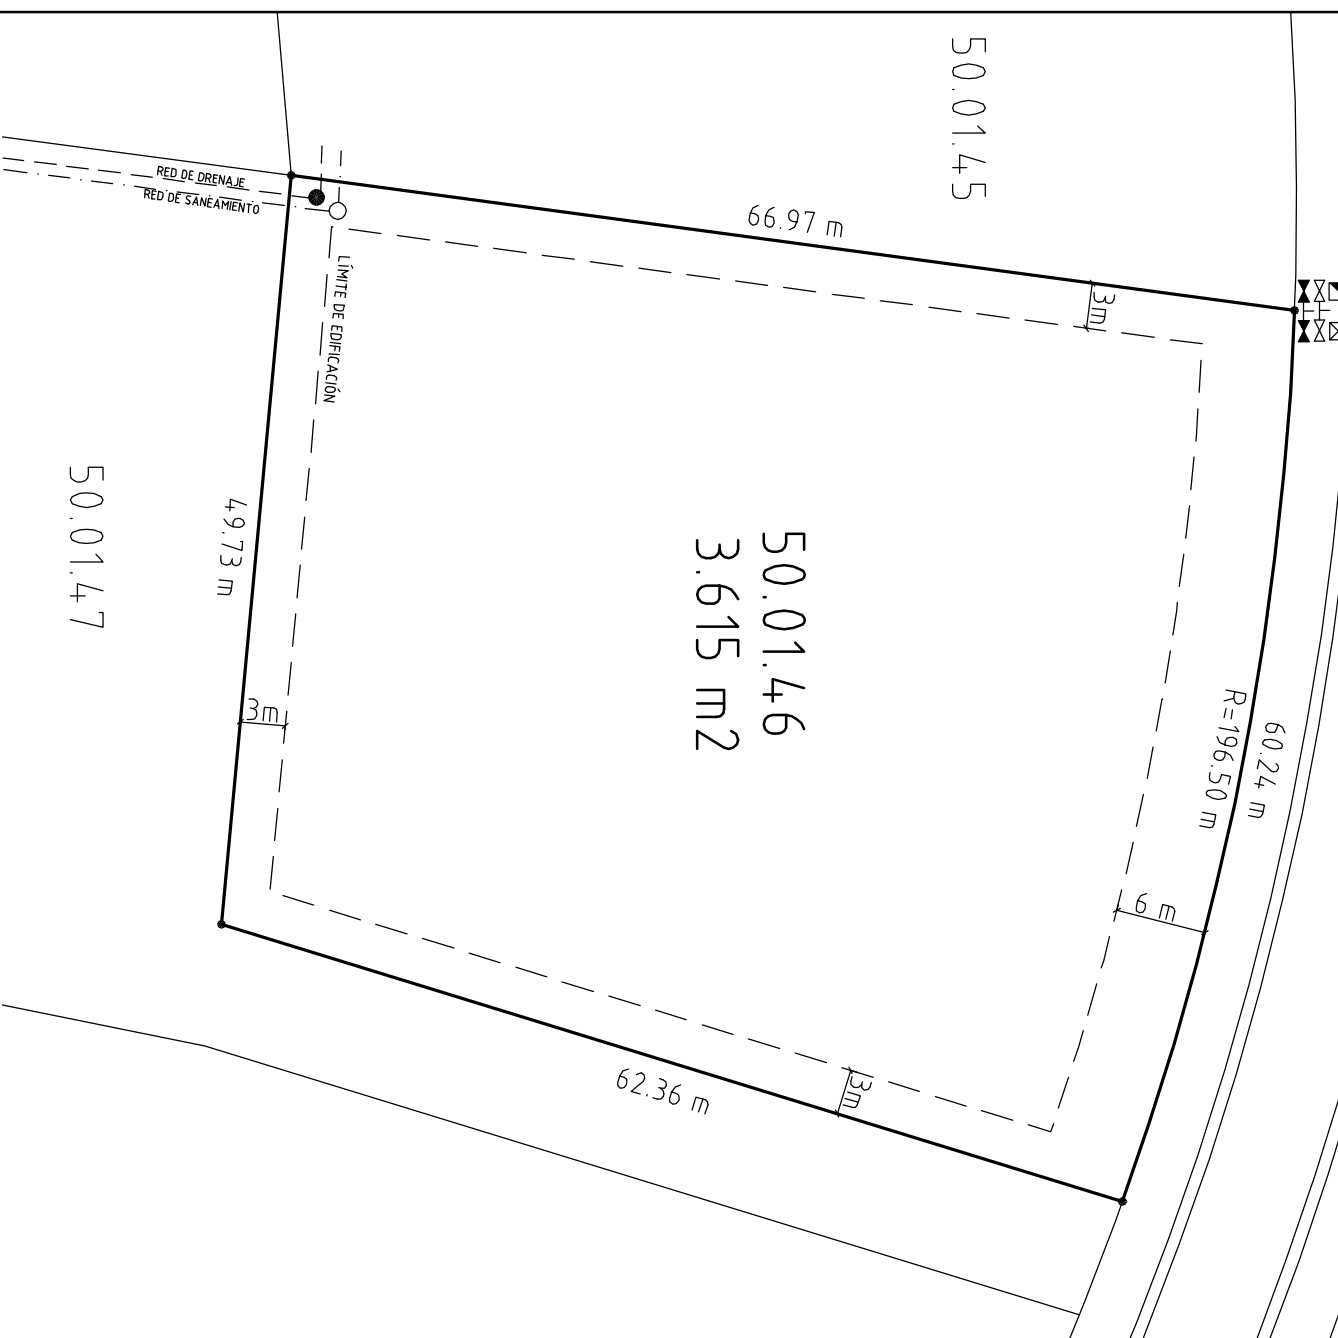 50.01.45
RED DE DRENAJE
RED DE SANEAMIENTO
66.97 m
3m
LÍMITE DE EDIFICACIÓN
50.01.47
49.73 m
50.01.46
3.615 m2
3m
R=196.50 m
60.24 m
6 m
62.36 m
3m